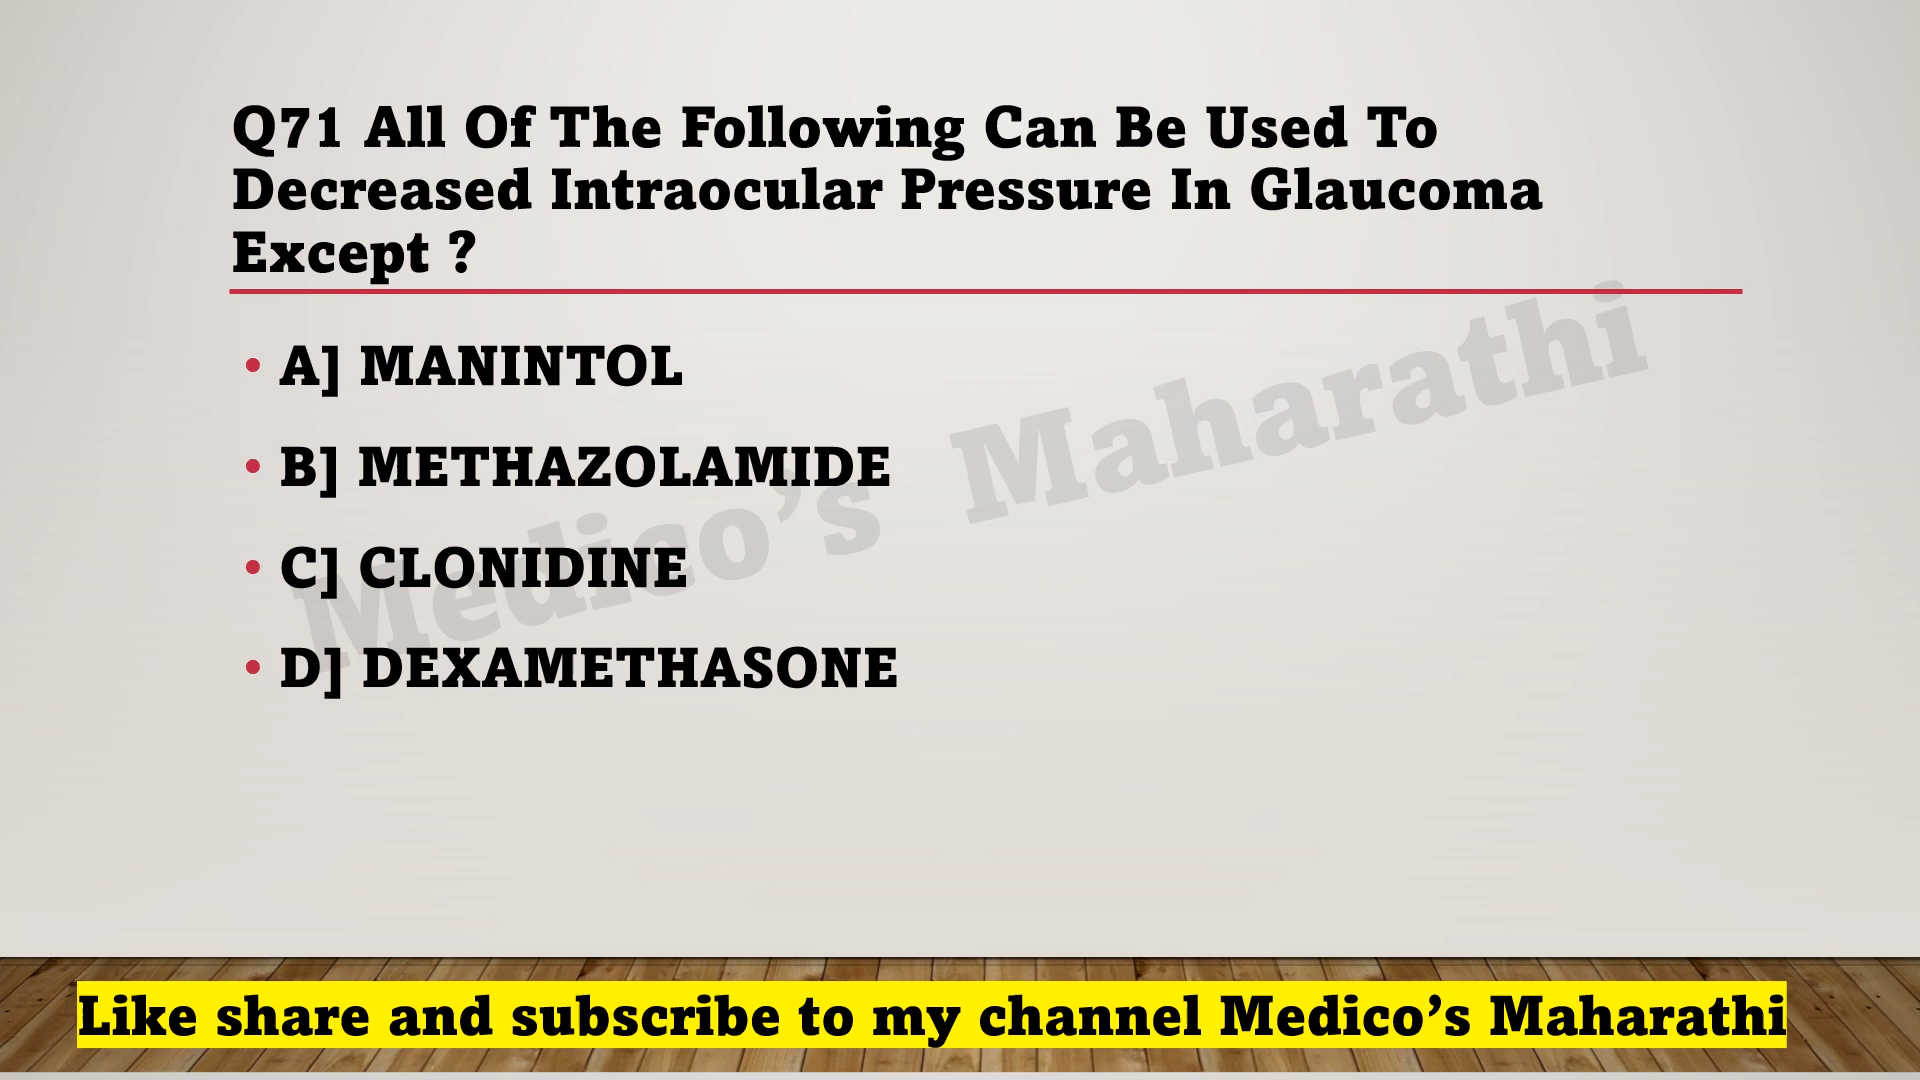 Q71 All Of The Following Can Be Used To
Decreased Intraocular Pressure In Glaucoma
Except ?
• A] MANINTOL
• B] METHAZOLAMIDE
• C] CLONIDINE
• D] DEXAMETHASONE
Medico’s Maharathi
Like share and subscribe to my channel Medico’s Maharathi